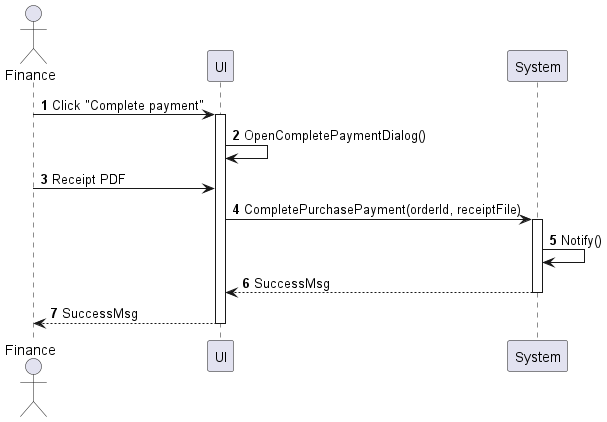 Finance
UI
System
1 Click "Complete payment"
2 OpenCompletePaymentDialog()
3 Receipt PDF
4 CompletePurchasePayment(orderId, receiptFile)
5 Notify()
6 SuccessMsg
7 SuccessMsg
Finance
UI
System